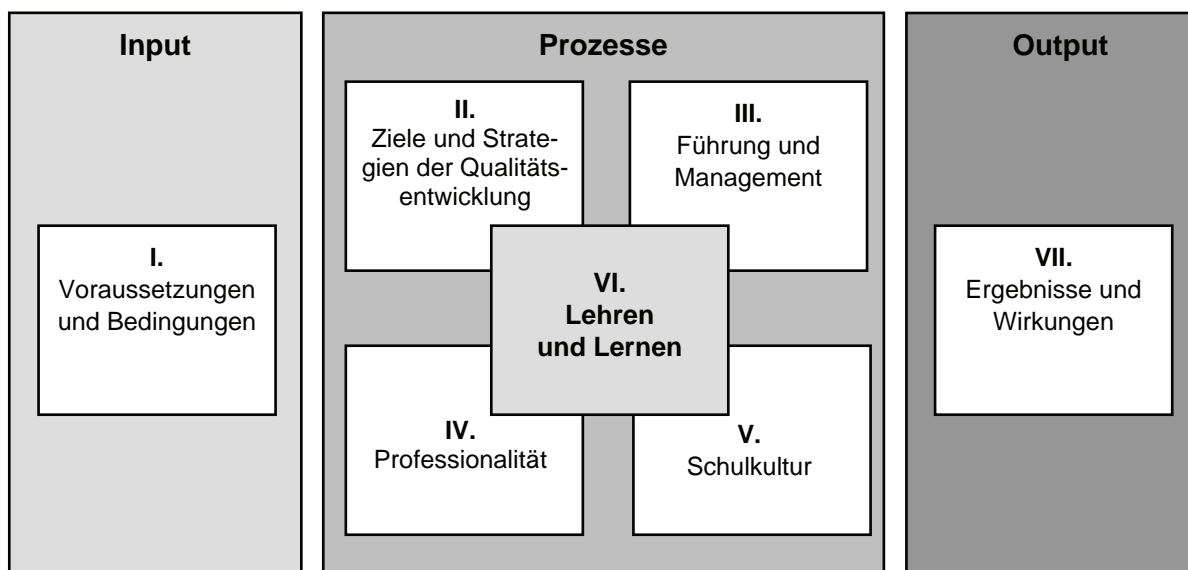 Input
I.
Voraussetzungen
und Bedingungen
Prozesse
II.
Ziele und Strate-
gien der Qualitäts-
entwicklung
III.
Führung und
Management
VI.
Lehren
und Lernen
IV.
Professionalität
V.
Schulkultur
Output
VII.
Ergebnisse und
Wirkungen